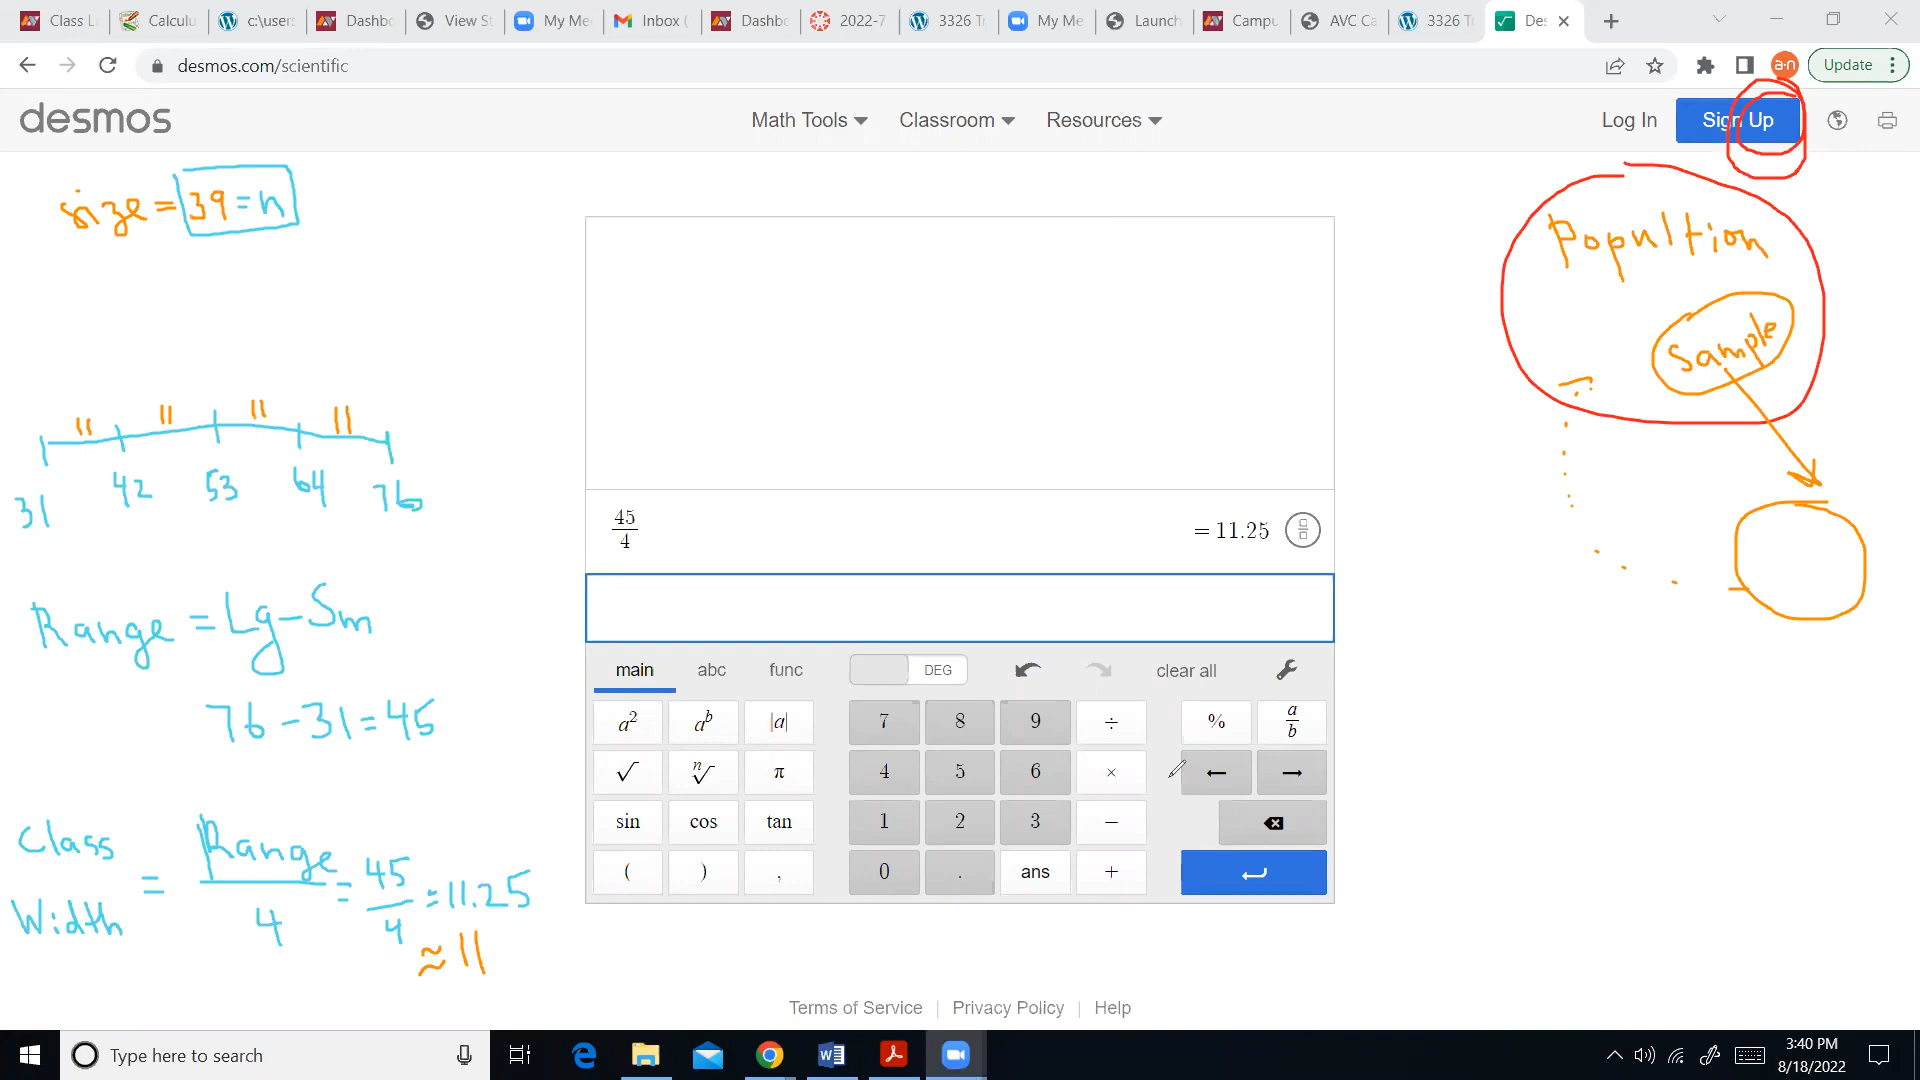 Class Li
Calculu
c:\user
Dashbo
View St
My Me
Inbox (
Dashbo
2022-7
3326 Tr
My Me
Launch
Campu
AVC Ca
3326 Tr
Des
desmos.com/scientific
a-n
Update
desmos
Math Tools
Classroom
Resources
Log In
Sign Up
size = 39 = n
Popultion
Sample
11 11 11 11
31 42 53 64 76
Range = Lg - Sm
76 - 31 = 45
Class Width = Range / 4 = 45 / 4 = 11.25
≈ 11
45/4 = 11.25
main abc func DEG clear all
a² aᵇ |a| 7 8 9 ÷ % a/b
√ ⁿ√ π 4 5 6 × ← →
sin cos tan 1 2 3 −
( ) , 0 . ans +
Terms of Service | Privacy Policy | Help
Type here to search
3:40 PM
8/18/2022